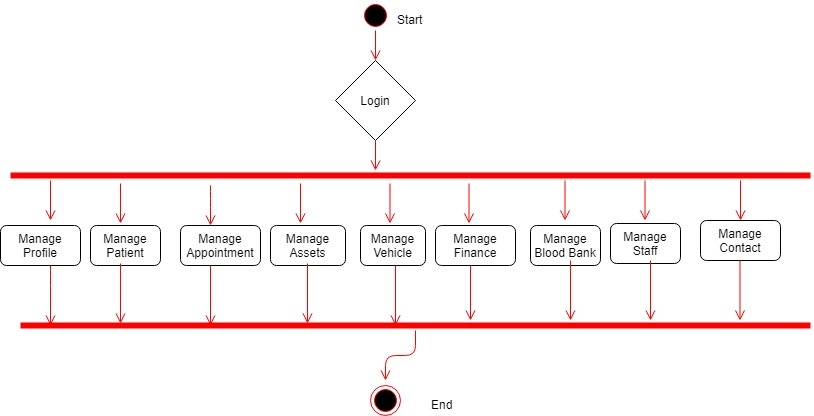 Start
Login
Manage
Profile
Manage
Patient
Manage
Appointment
Manage
Assets
Manage
Vehicle
Manage
Finance
Manage
Blood Bank
Manage
Staff
Manage
Contact
End